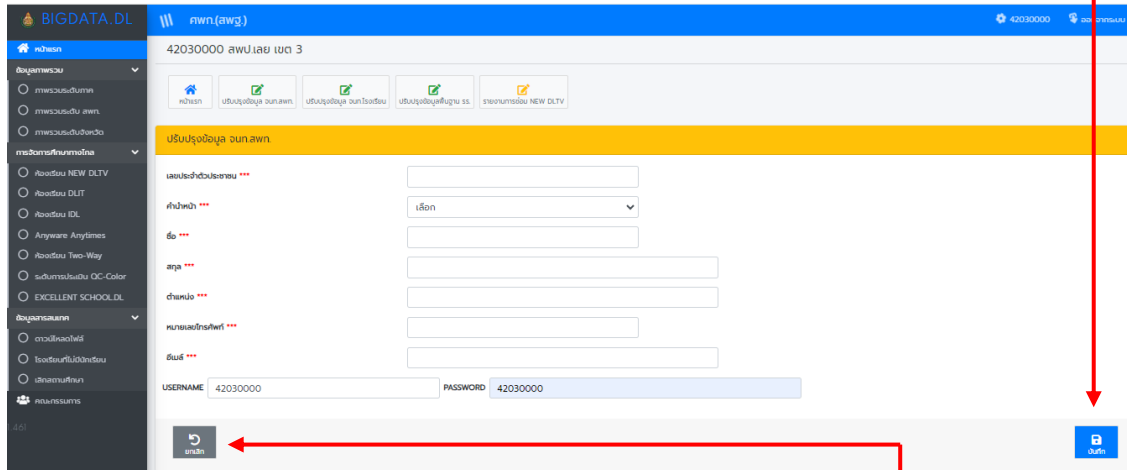 BIGDATA.DL
ศพก.(สพฐ.)
42030000
ออกจากระบบ
หน้าแรก
ข้อมูลภาพรวม
ภาพรวมระดับภาค
ภาพรวมระดับ สพท.
ภาพรวมระดับจังหวัด
การจัดการศึกษาทางไกล
ห้องเรียน NEW DLTV
ห้องเรียน DLIT
ห้องเรียน IDL
Anyware Anytimes
ห้องเรียน Two-Way
ระดับการประเมิน QC-Color
EXCELLENT SCHOOL.DL
ข้อมูลสารสนเทศ
ดาวน์โหลดไฟล์
โรงเรียนที่ไม่มีนักเรียน
เลิกสถานศึกษา
คณะกรรมการ
1.461
42030000 สพป.เลย เขต 3
หน้าแรก
ปรับปรุงข้อมูล จนท.สพท.
ปรับปรุงข้อมูล จนท.โรงเรียน
ปรับปรุงข้อมูลพื้นฐาน รร.
รายงานการซ่อม NEW DLTV
ปรับปรุงข้อมูล จนท.สพท.
เลขประจำตัวประชาชน ***
คำนำหน้า ***
เลือก
ชื่อ ***
สกุล ***
ตำแหน่ง ***
หมายเลขโทรศัพท์ ***
อีเมล์ ***
USERNAME 42030000 PASSWORD 42030000
ยกเลิก
บันทึก